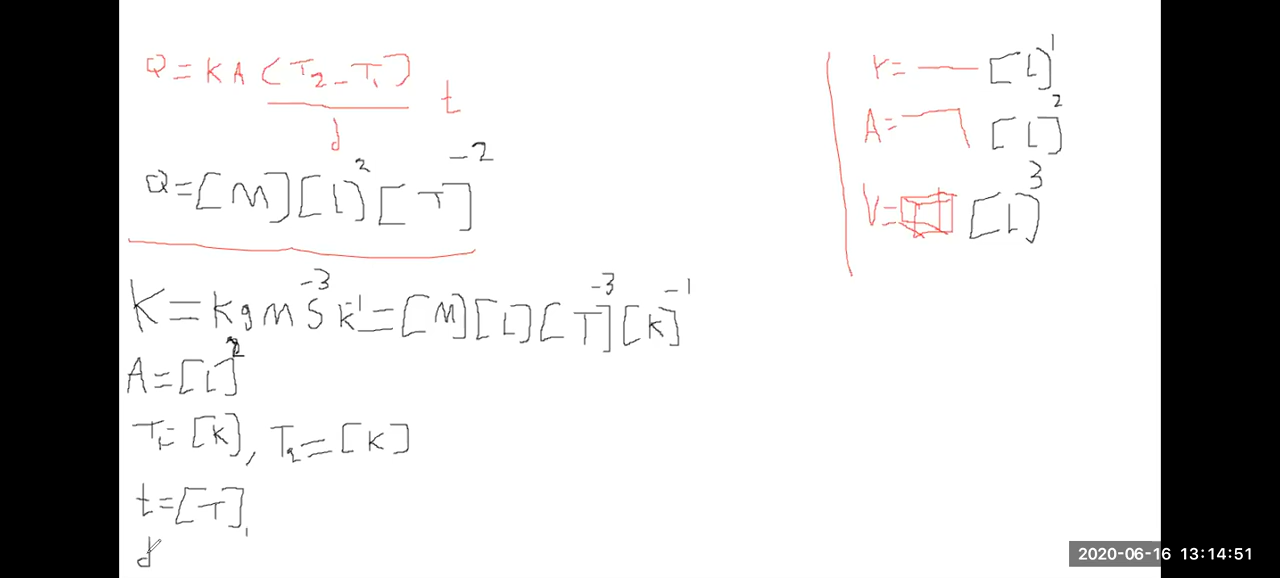 Q = K A (T₂ - T₁) t
d
Q = [M] [L]² [T]⁻²
K = kg m s⁻³ k⁻¹ = [M] [L] [T]⁻³ [K]⁻¹
A = [L]²
T₁ = [K], T₂ = [K]
t = [T]¹
d
r = [L]¹
A = [L]²
V = [L]³
2020-06-16 13:14:51